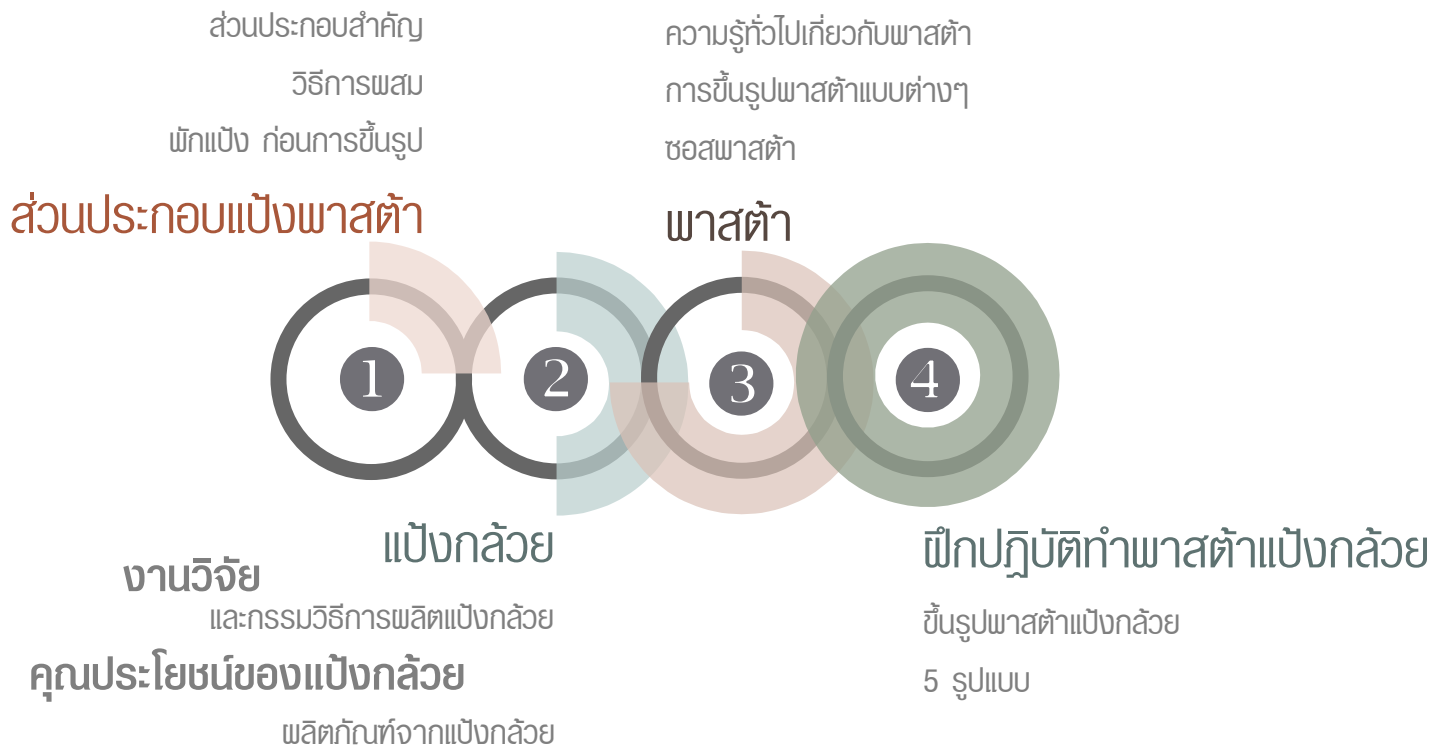 ส่วนประกอบสำคัญ
วิธีการผสม
พักแป้ง ก่อนการขึ้นรูป
ส่วนประกอบแป้งพาสต้า
1
แป้งกล้วย
งานวิจัย
และกรรมวิธีการผลิตแป้งกล้วย
คุณประโยชน์ของแป้งกล้วย
ผลิตภัณฑ์จากแป้งกล้วย
2
ความรู้ทั่วไปเกี่ยวกับพาสต้า
การขึ้นรูปพาสต้าแบบต่างๆ
ซอสพาสต้า
พาสต้า
3
4
ฝึกปฎิบัติทำพาสต้าแป้งกล้วย
ขึ้นรูปพาสต้าแป้งกล้วย
5 รูปแบบ